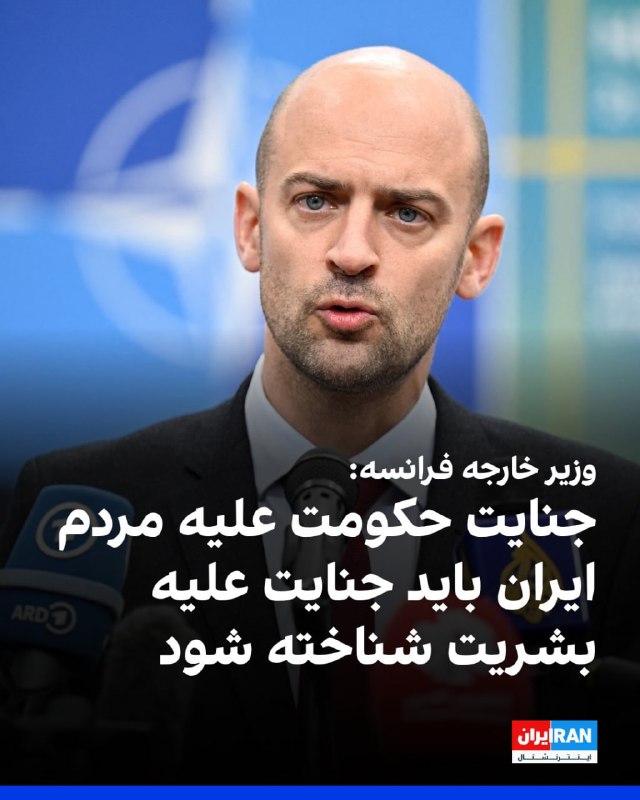 وزیر خارجه فرانسه:
جنایت حکومت علیه مردم
ایران باید جنایت علیه
بشریت شناخته شود
ARD
ایران IRAN
اینترنشنال